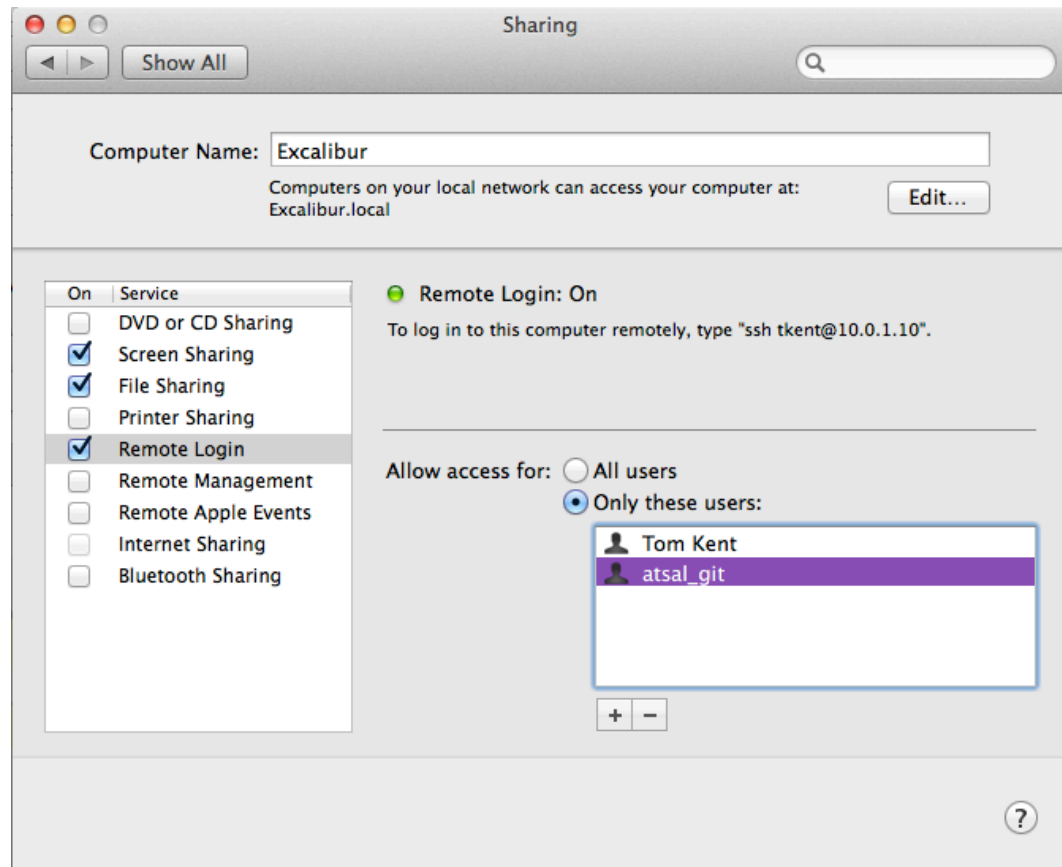 Sharing
Show All
Computer Name: Excalibur
Computers on your local network can access your computer at:
Excalibur.local
Edit...
On Service
DVD or CD Sharing
Screen Sharing
File Sharing
Printer Sharing
Remote Login
Remote Management
Remote Apple Events
Internet Sharing
Bluetooth Sharing
Remote Login: On
To log in to this computer remotely, type "ssh tkent@10.0.1.10".
Allow access for: All users
Only these users:
Tom Kent
atsal_git
+ −
?